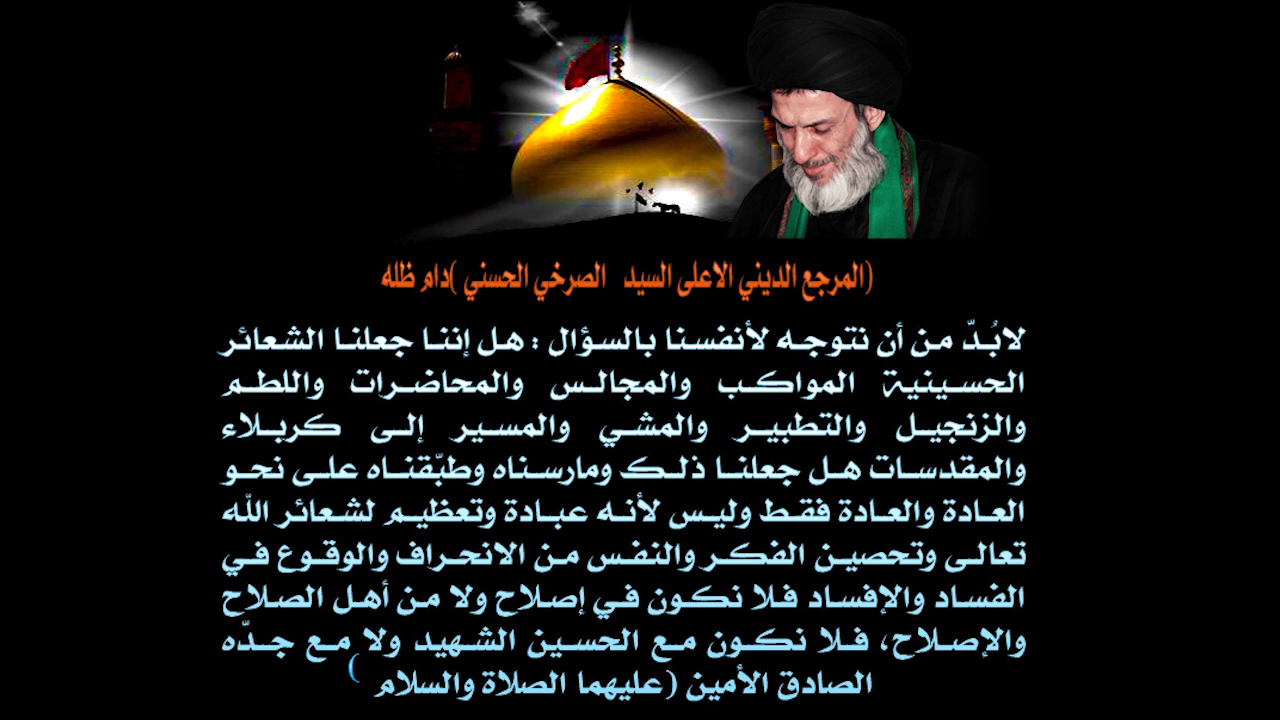 (المرجع الديني الاعلى السيد الصرخي الحسني )دام ظله
لابُدّ من أن نتوجه لأنفسنا بالسؤال : هل إننا جعلنا الشعائر
الحسينية المواكب والمجالس والمحاضرات واللطم
والزنجيل والتطبير والمشي والمسير إلى كربلاء
والمقدسات هل جعلنا ذلك ومارسناه وطبّقناه على نحو
العادة والعادة فقط وليس لأنه عبادة وتعظيم لشعائر الله
تعالى وتحصين الفكر والنفس من الانحراف والوقوع في
الفساد والإفساد فلا نكون في إصلاح ولا من أهل الصلاح
والإصلاح، فلا نكون مع الحسين الشهيد ولا مع جدّه
الصادق الأمين (عليهما الصلاة والسلام )